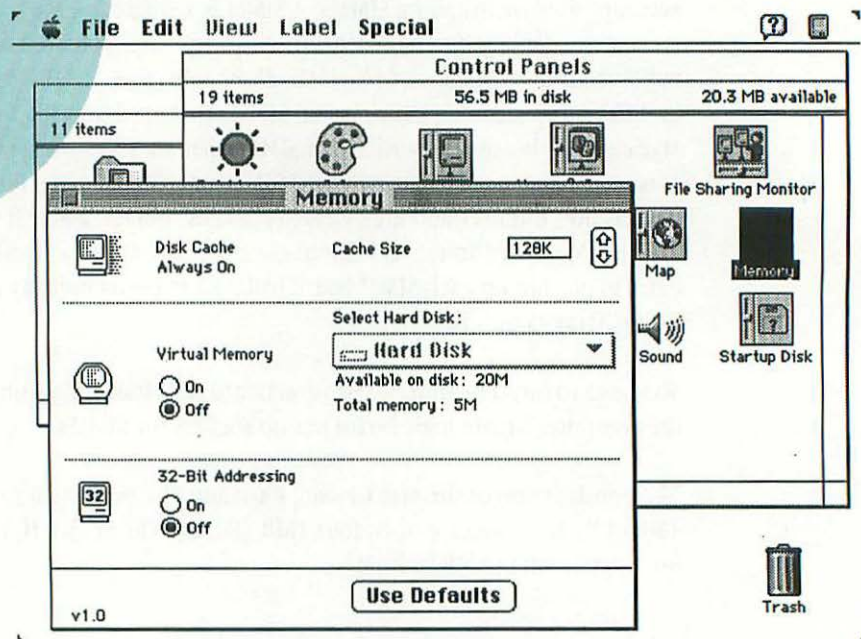 File Edit View Label Special
Control Panels
19 items 56.5 MB in disk 20.3 MB available
11 items
File Sharing Monitor
Memory
Disk Cache
Always On
Cache Size 128K
Map
Memory
Select Hard Disk:
Hard Disk
Virtual Memory
On
Off
Available on disk: 20M
Total memory: 5M
Sound
Startup Disk
32
32-Bit Addressing
On
Off
Use Defaults
v1.0
Trash